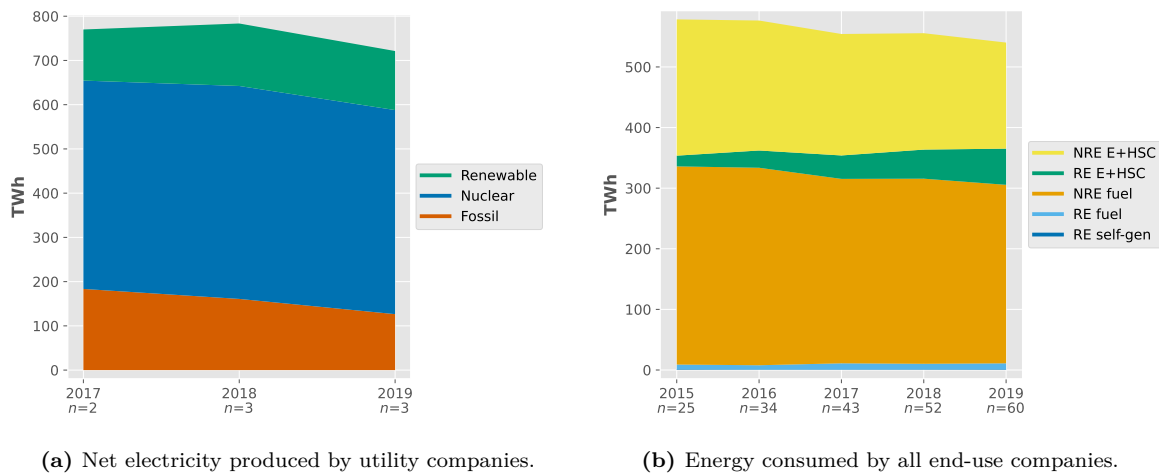 800
700
600
500
400
300
200
100
0
TWh
2017
n=2
2018
n=3
2019
n=3
Renewable
Nuclear
Fossil
(a) Net electricity produced by utility companies.
500
400
300
200
100
0
TWh
2015
n=25
2016
n=34
2017
n=43
2018
n=52
2019
n=60
NRE E+HSC
RE E+HSC
NRE fuel
RE fuel
RE self-gen
(b) Energy consumed by all end-use companies.